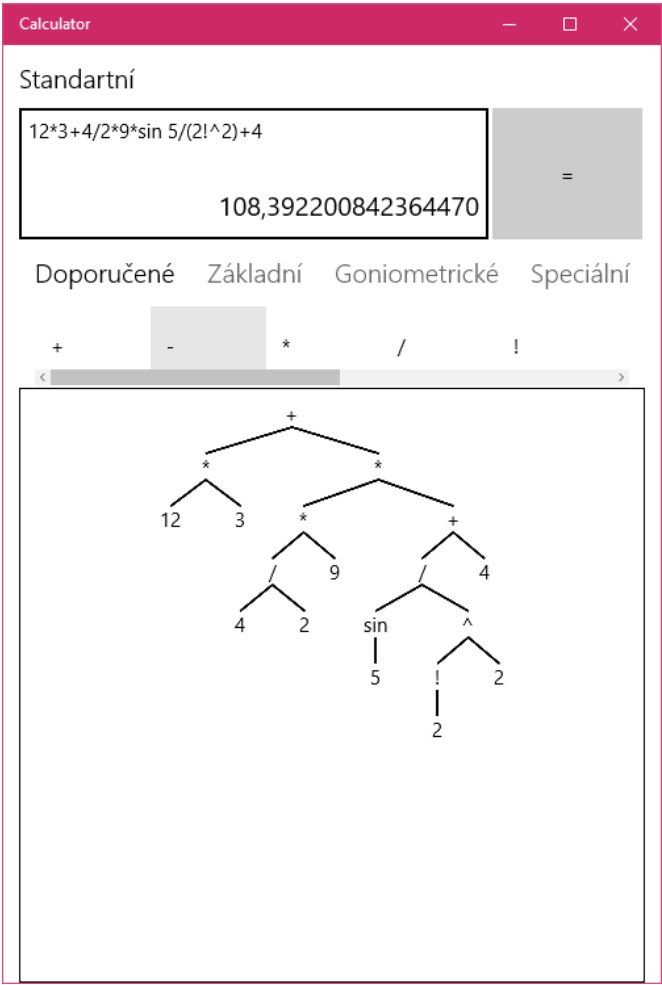 Calculator
Standartní
12*3+4/2*9*sin 5/(2!^2)+4
=
108,392200842364470
Doporučené Základní Goniometrické Speciální
+ - * / !
+
* *
12 3 * +
/ 9 / 4
4 2 sin ^
5 ! 2
2